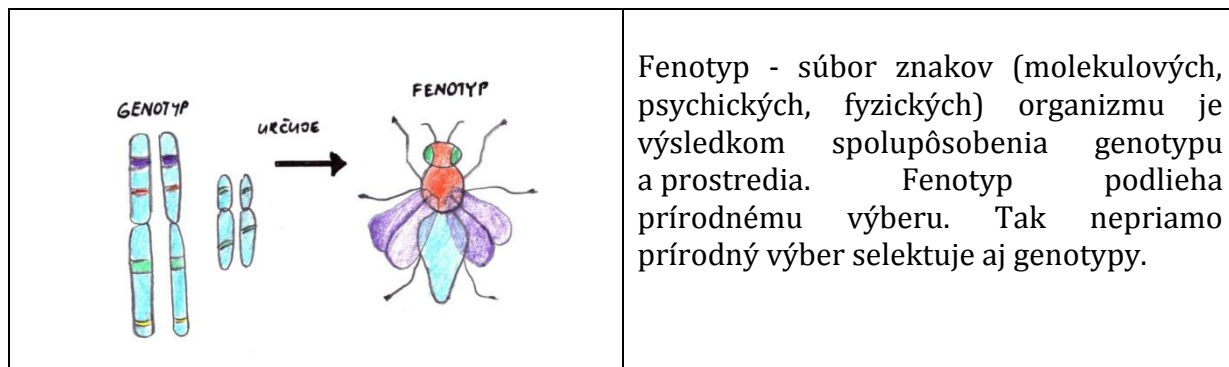 GENOTYP
URČUJE
FENOTYP
Fenotyp - súbor znakov (molekulových,
psychických, fyzických) organizmu je
výsledkom spolupôsobenia genotypu
a prostredia. Fenotyp podlieha
prírodnému výberu. Tak nepriamo
prírodný výber selektuje aj genotypy.